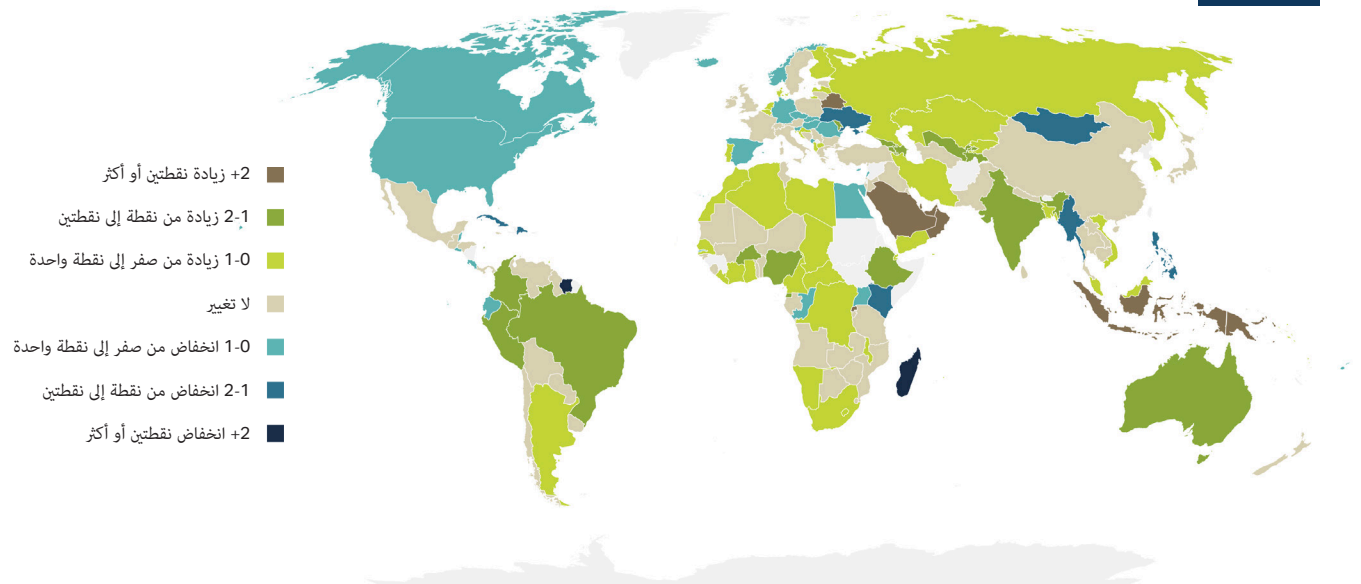 +2 زيادة نقطتين أو أكثر
2-1 زيادة من نقطة إلى نقطتين
1-0 زيادة من صفر إلى نقطة واحدة
لا تغيير
1-0 انخفاض من صفر إلى نقطة واحدة
2-1 انخفاض من نقطة إلى نقطتين
+2 انخفاض نقطتين أو أكثر